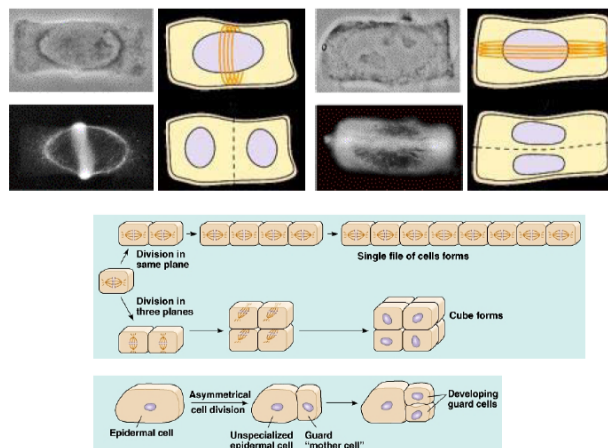 Division in
same plane
Single file of cells forms
Division in
three planes
Cube forms
Asymmetrical
cell division
Developing
guard cells
Epidermal cell
Unspecialized
epidermal cell
Guard
"mother cell"